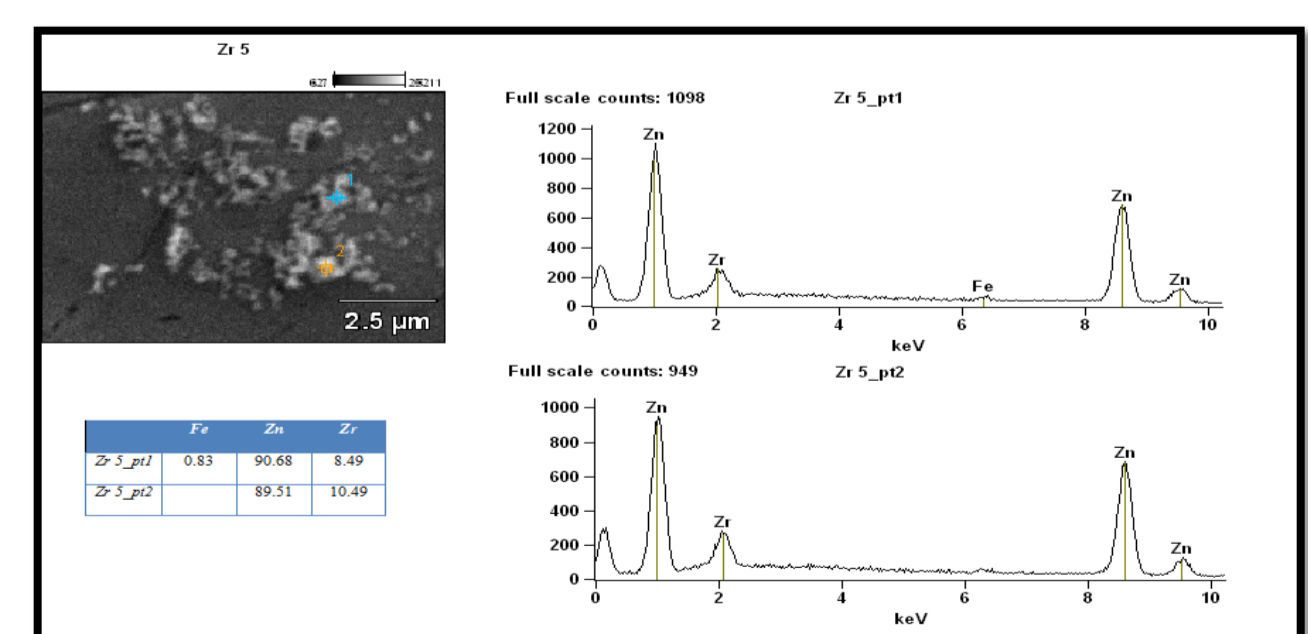 Zr 5
1
2
2.5 µm
Fe Zn Zr
Zr 5_pt1 0.83 90.68 8.49
Zr 5_pt2 89.51 10.49
Full scale counts: 1098 Zr 5_pt1
1200
1000
800
600
400
200
0
Zn
Zr
Fe
Zn
Zn
0 2 4 6 8 10
keV
Full scale counts: 949 Zr 5_pt2
1000
800
600
400
200
0
Zn
Zr
Zn
Zn
0 2 4 6 8 10
keV